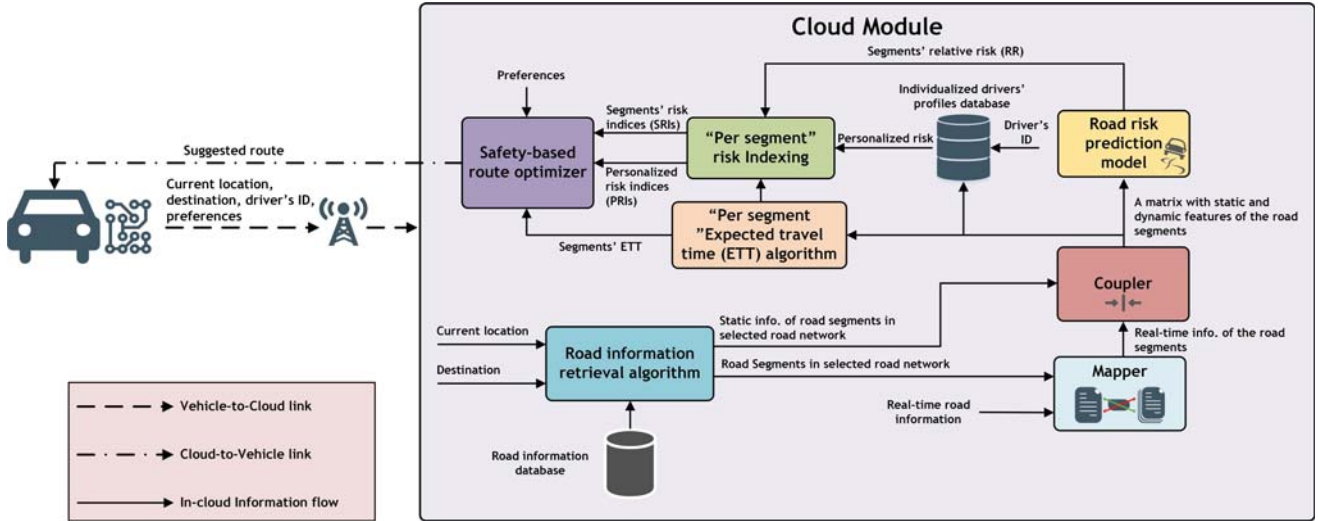 Cloud Module
Segments' relative risk (RR)
Preferences
Individualized drivers'
profiles database
Segments' risk
indices (SRIs)
"Per segment"
risk Indexing
Personalized risk
Driver's
ID
Road risk
prediction
model
Safety-based
route optimizer
Suggested route
Personalized
risk indices
(PRIs)
Current location,
destination, driver's ID,
preferences
A matrix with static and
dynamic features of the road
segments
"Per segment
"Expected travel
time (ETT) algorithm
Segments' ETT
Coupler
Static info. of road segments in
selected road network
Current location
Real-time info. of the road
segments
Road information
retrieval algorithm
Road Segments in selected road network
Destination
Mapper
Real-time road
information
Vehicle-to-Cloud link
Road information
database
Cloud-to-Vehicle link
In-cloud Information flow